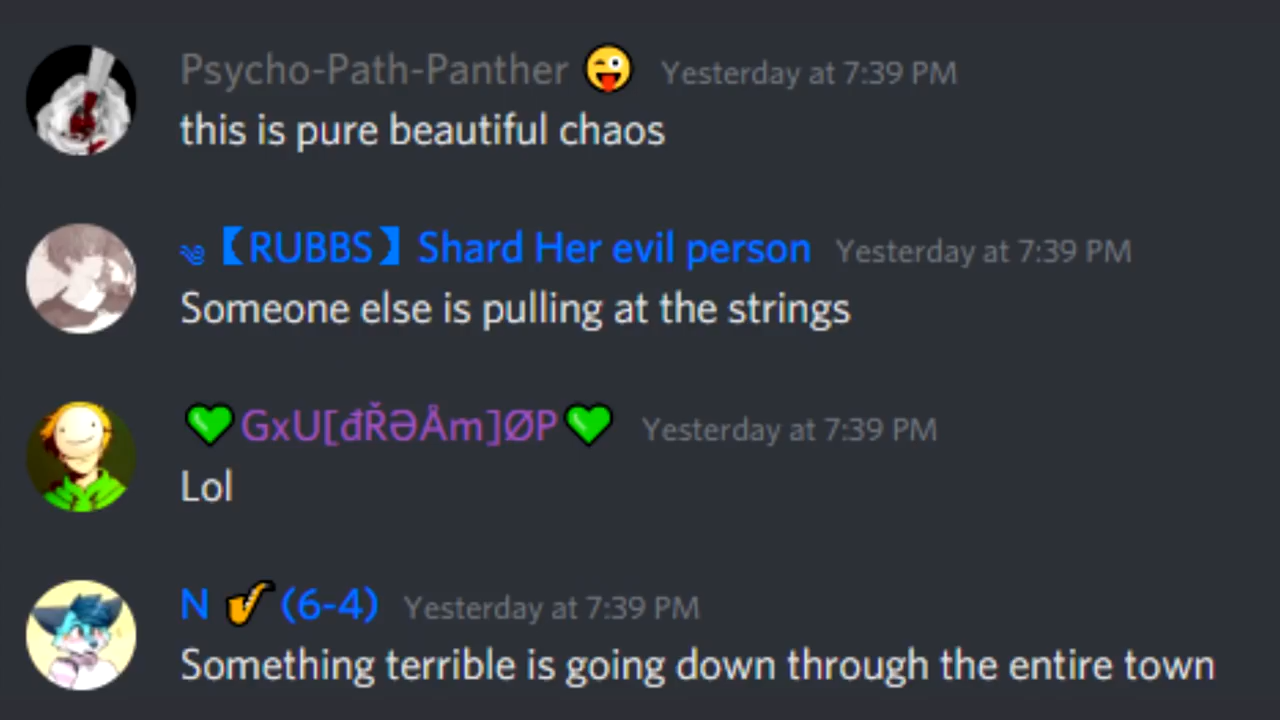 Psycho-Path-Panther 😜 Yesterday at 7:39 PM
this is pure beautiful chaos
༄【RUBBS】Shard Her evil person Yesterday at 7:39 PM
Someone else is pulling at the strings
💚GxU[đŘƏÅm]ØP💚 Yesterday at 7:39 PM
Lol
N 🎷(6-4) Yesterday at 7:39 PM
Something terrible is going down through the entire town